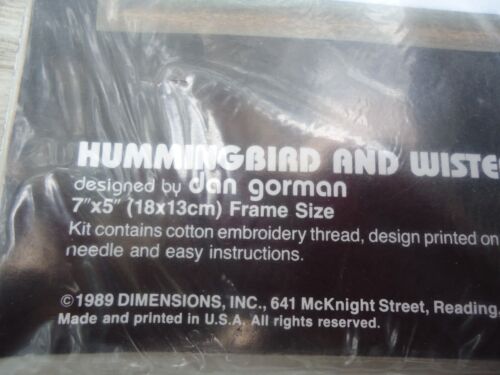 HUMMINGBIRD AND WISTE
designed by dan gorman
7"x5" (18x13cm) Frame Size
Kit contains cotton embroidery thread, design printed on
needle and easy instructions.
©1989 DIMENSIONS, INC., 641 McKnight Street, Reading,
Made and printed in U.S.A. All rights reserved.